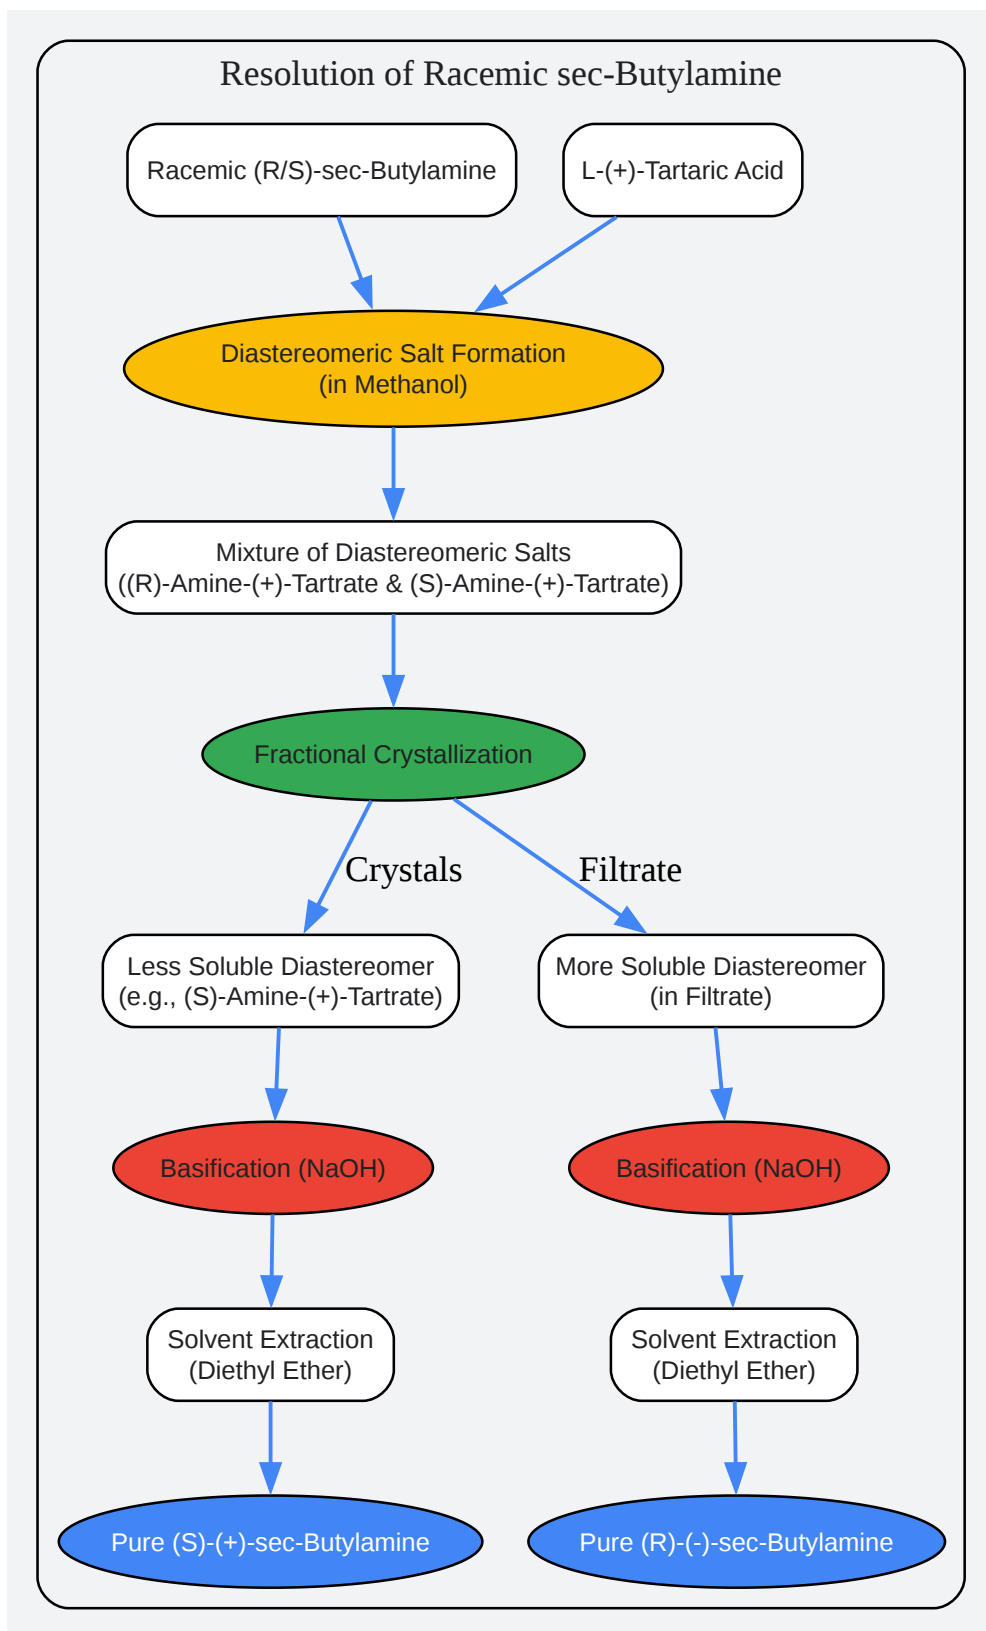 Resolution of Racemic sec-Butylamine
Racemic (R/S)-sec-Butylamine
L-(+)-Tartaric Acid
Diastereomeric Salt Formation
(in Methanol)
Mixture of Diastereomeric Salts
((R)-Amine-(+)-Tartrate & (S)-Amine-(+)-Tartrate)
Fractional Crystallization
Crystals
Filtrate
Less Soluble Diastereomer
(e.g., (S)-Amine-(+)-Tartrate)
More Soluble Diastereomer
(in Filtrate)
Basification (NaOH)
Basification (NaOH)
Solvent Extraction
(Diethyl Ether)
Solvent Extraction
(Diethyl Ether)
Pure (S)-(+)-sec-Butylamine
Pure (R)-(-)-sec-Butylamine